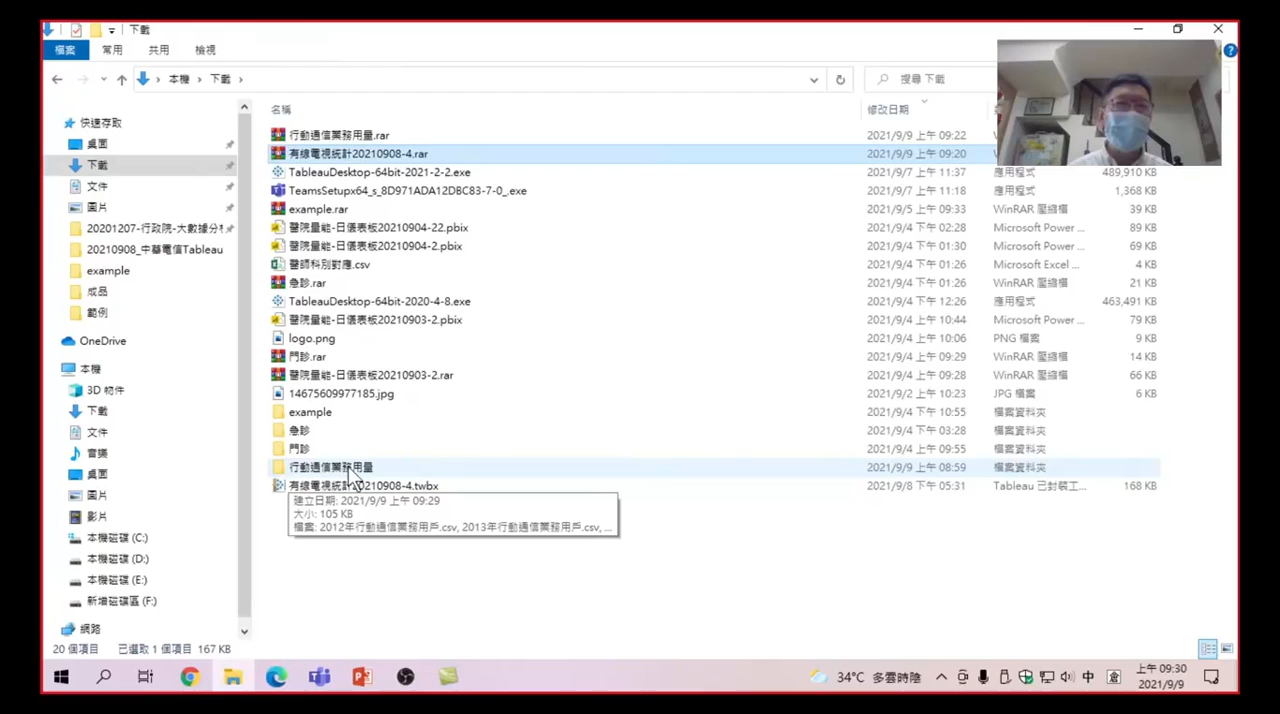 下載
檔案 常用 共用 檢視
本機 下載
搜尋 下載
名稱 修改日期
快速存取
桌面
下載
文件
圖片
20201207-行政院-大數據分
20210908_中華電信Tableau
example
成品
範例
OneDrive
本機
3D 物件
下載
文件
音樂
桌面
圖片
影片
本機磁碟 (C:)
本機磁碟 (D:)
本機磁碟 (E:)
新增磁碟區 (F:)
網路
行動通信業務用量.rar 2021/9/9 上午 09:22
有線電視統計20210908-4.rar 2021/9/9 上午 09:20
TableauDesktop-64bit-2021-2-2.exe 2021/9/7 上午 11:37 應用程式 489,910 KB
TeamsSetupx64_s_8D971ADA12DBC83-7-0_.exe 2021/9/7 上午 11:18 應用程式 1,368 KB
example.rar 2021/9/5 上午 09:33 WinRAR 壓縮檔 39 KB
醫院量能-日儀表板20210904-22.pbix 2021/9/4 下午 02:28 Microsoft Power ... 89 KB
醫院量能-日儀表板20210904-2.pbix 2021/9/4 下午 01:30 Microsoft Power ... 69 KB
醫師科別對應.csv 2021/9/4 下午 01:26 Microsoft Excel ... 4 KB
急診.rar 2021/9/4 下午 01:26 WinRAR 壓縮檔 21 KB
TableauDesktop-64bit-2020-4-8.exe 2021/9/4 下午 12:26 應用程式 463,491 KB
醫院量能-日儀表板20210903-2.pbix 2021/9/4 上午 10:44 Microsoft Power ... 79 KB
logo.png 2021/9/4 上午 10:06 PNG 檔案 9 KB
門診.rar 2021/9/4 上午 09:29 WinRAR 壓縮檔 14 KB
醫院量能-日儀表板20210903-2.rar 2021/9/4 上午 09:28 WinRAR 壓縮檔 66 KB
14675609977185.jpg 2021/9/2 上午 10:23 JPG 檔案 6 KB
example 2021/9/4 上午 10:55 檔案資料夾
急診 2021/9/4 下午 03:28 檔案資料夾
門診 2021/9/4 上午 09:55 檔案資料夾
行動通信業務用量 2021/9/9 上午 08:59 檔案資料夾
有線電視統計20210908-4.twbx 2021/9/8 下午 05:31 Tableau 已封裝工... 168 KB
建立日期: 2021/9/9 上午 09:29
大小: 105 KB
檔案: 2012年行動通信業務用戶.csv, 2013年行動通信業務用戶.csv, ...
20 個項目 已選取 1 個項目 167 KB
34°C 多雲時陰 中 倉 上午 09:30
2021/9/9